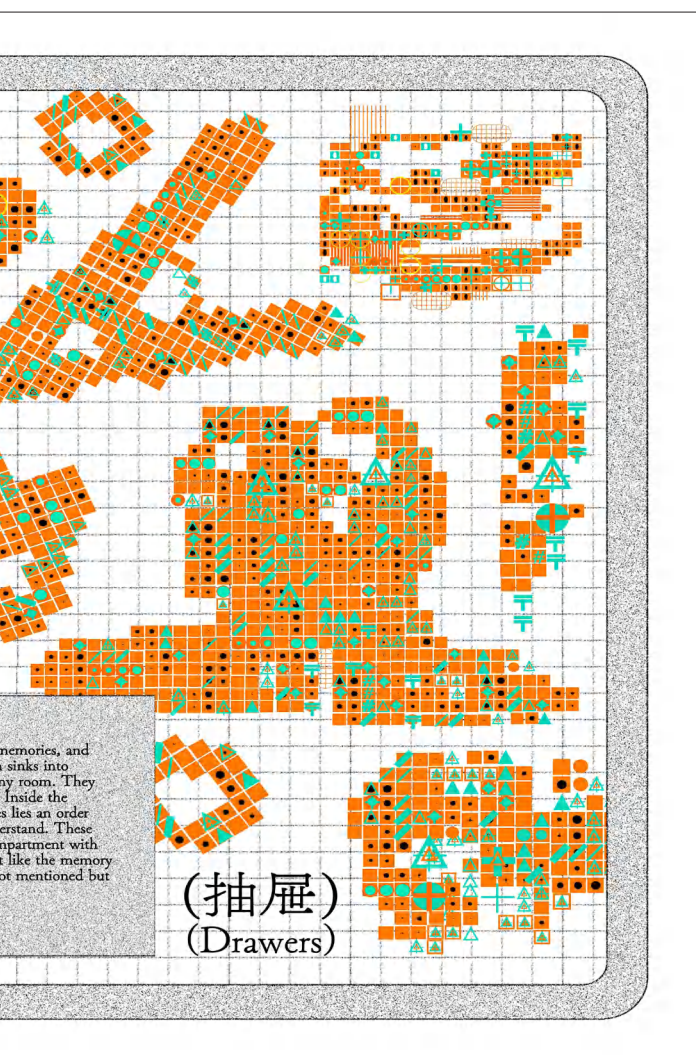 nemories, and
sinks into
ny room. They
Inside the
s lies an order
erstand. These
mpartment with
like the memory
ot mentioned but
(抽屉)
(Drawers)